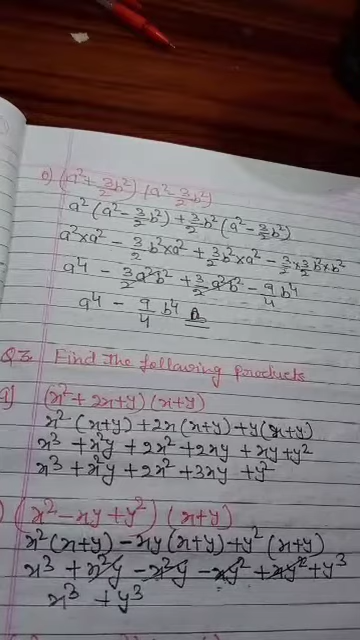 e) (a²+ 3/2 b²) (a²- 3/2 b²)
a² (a² - 3/2 b²) + 3/2 b² (a² - 3/2 b²)
a² × a² - 3/2 b² × a² + 3/2 b² × a² - 3/2 × 3/2 b² × b²
a⁴ - 3/2 a²b² + 3/2 a²b² - 9/4 b⁴
a⁴ - 9/4 b⁴ A
Q3. Find the following products
a) (x² + 2x + y) (x+y)
x² (x+y) + 2x (x+y) + y(x+y)
x³ + x²y + 2x² + 2xy + xy + y²
x³ + x²y + 2x² + 3xy + y²
) (x² - xy + y²) (x+y)
x² (x+y) - xy (x+y) + y² (x+y)
x³ + x²y - x²y - xy² + xy² + y³
x³ + y³